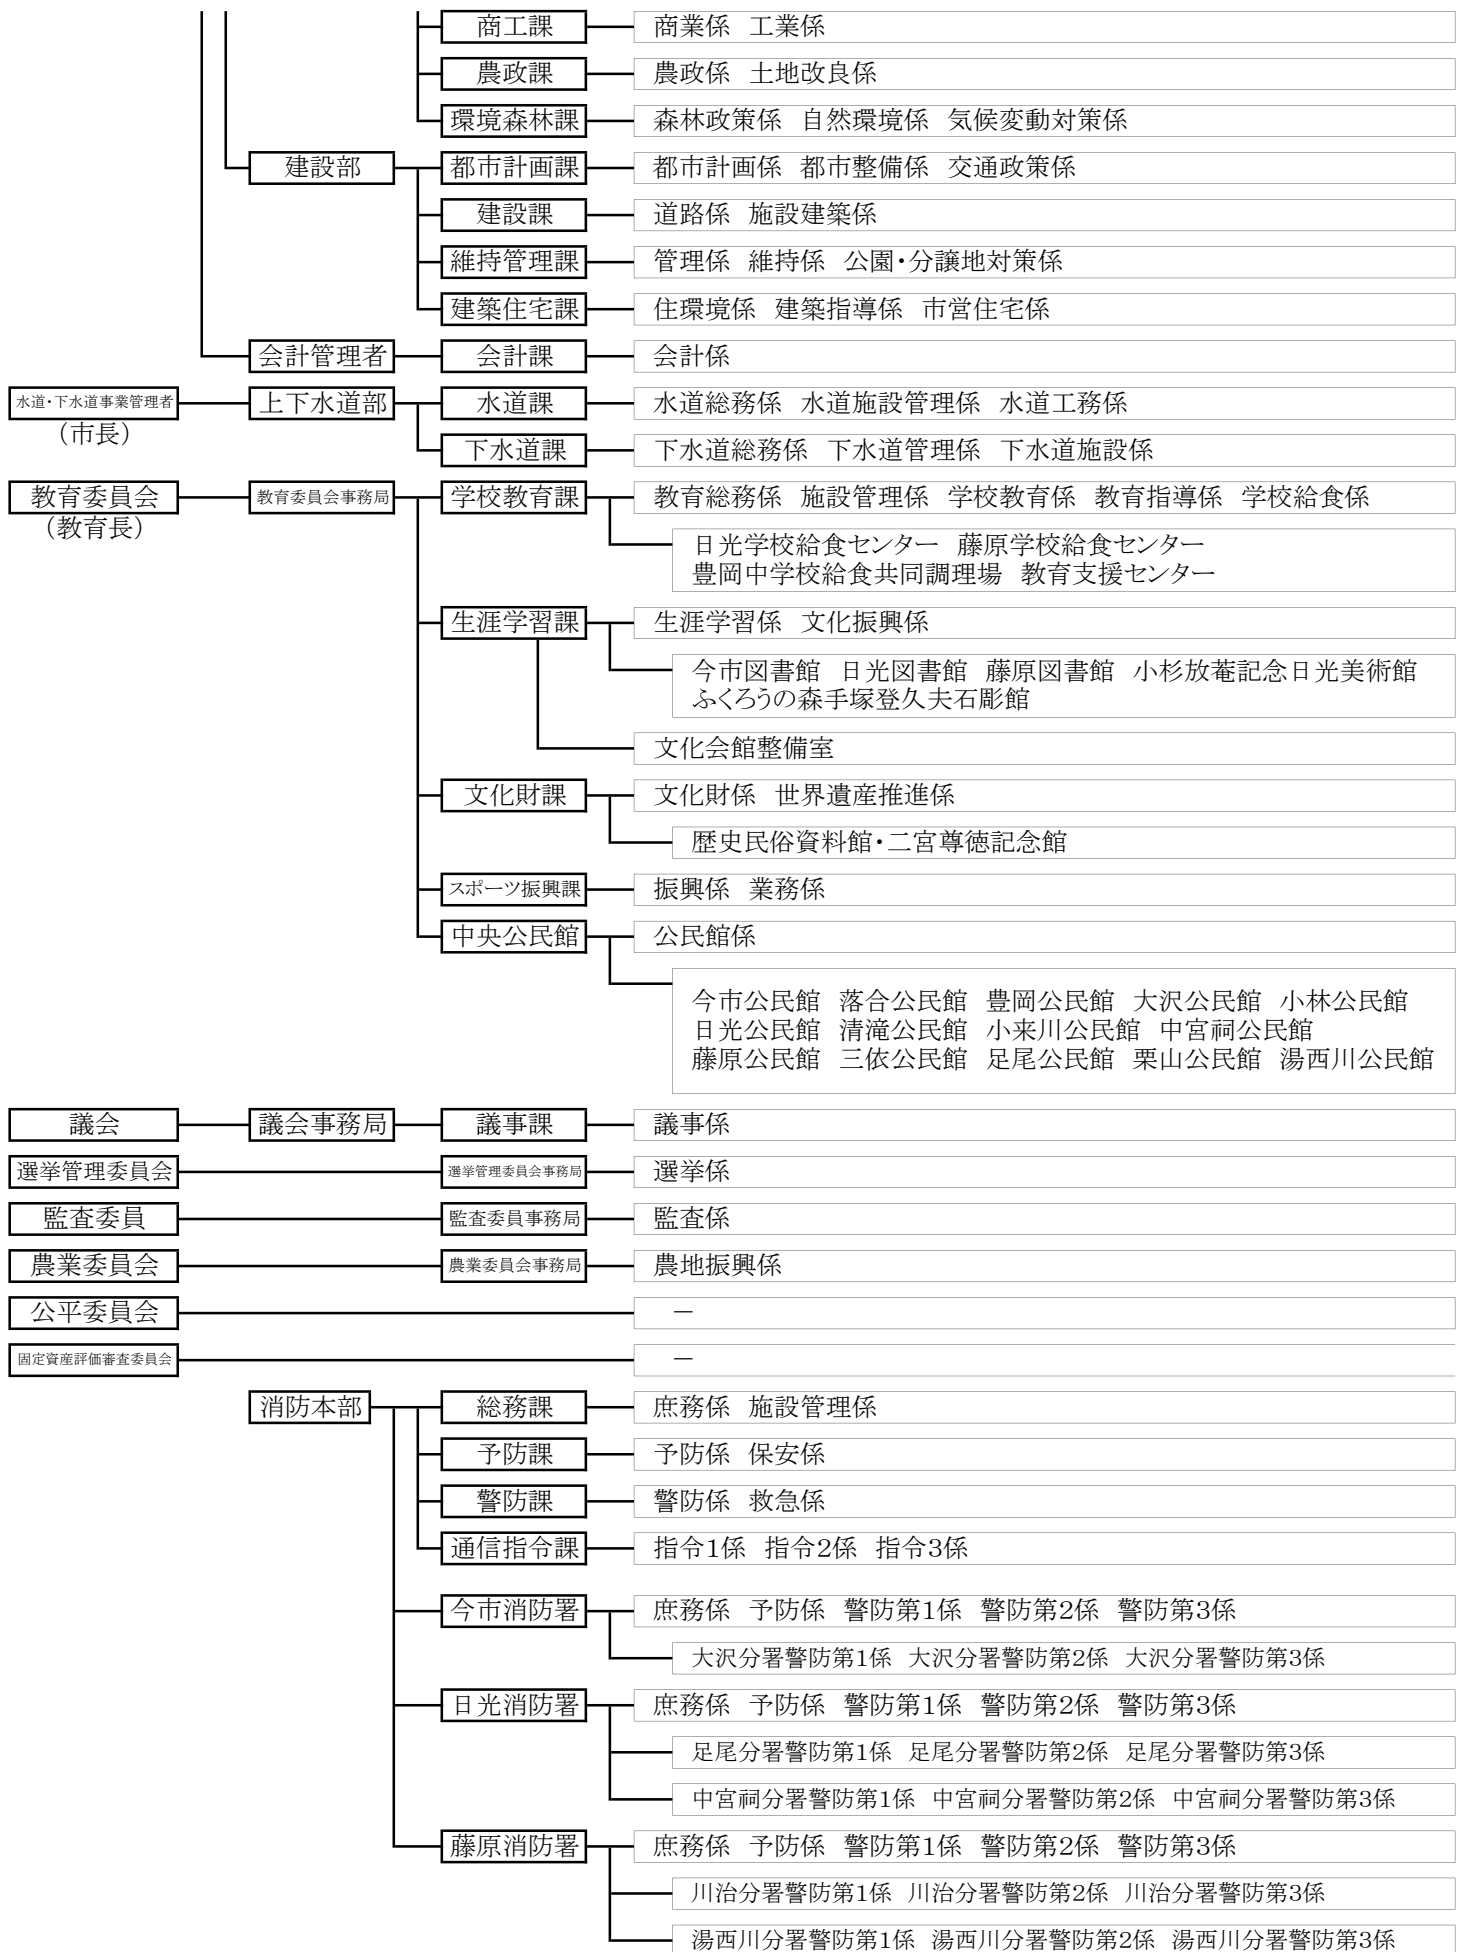 商工課 商業係 工業係
農政課 農政係 土地改良係
環境森林課 森林政策係 自然環境係 気候変動対策係
建設部 都市計画課 都市計画係 都市整備係 交通政策係
建設課 道路係 施設建築係
維持管理課 管理係 維持係 公園・分譲地対策係
建築住宅課 住環境係 建築指導係 市営住宅係
会計管理者 会計課 会計係
水道・下水道事業管理者 上下水道部 水道課 水道総務係 水道施設管理係 水道工務係
(市長)
下水道課 下水道総務係 下水道管理係 下水道施設係
教育委員会 教育委員会事務局 学校教育課 教育総務係 施設管理係 学校教育係 教育指導係 学校給食係
(教育長)
日光学校給食センター 藤原学校給食センター
豊岡中学校給食共同調理場 教育支援センター
生涯学習課 生涯学習係 文化振興係
今市図書館 日光図書館 藤原図書館 小杉放菴記念日光美術館
ふくろうの森手塚登久夫石彫館
文化会館整備室
文化財課 文化財係 世界遺産推進係
歴史民俗資料館・二宮尊徳記念館
スポーツ振興課 振興係 業務係
中央公民館 公民館係
今市公民館 落合公民館 豊岡公民館 大沢公民館 小林公民館
日光公民館 清滝公民館 小来川公民館 中宮祠公民館
藤原公民館 三依公民館 足尾公民館 栗山公民館 湯西川公民館
議会 議会事務局 議事課 議事係
選挙管理委員会 選挙管理委員会事務局 選挙係
監査委員 監査委員事務局 監査係
農業委員会 農業委員会事務局 農地振興係
公平委員会 －
固定資産評価審査委員会 －
消防本部 総務課 庶務係 施設管理係
予防課 予防係 保安係
警防課 警防係 救急係
通信指令課 指令1係 指令2係 指令3係
今市消防署 庶務係 予防係 警防第1係 警防第2係 警防第3係
大沢分署警防第1係 大沢分署警防第2係 大沢分署警防第3係
日光消防署 庶務係 予防係 警防第1係 警防第2係 警防第3係
足尾分署警防第1係 足尾分署警防第2係 足尾分署警防第3係
中宮祠分署警防第1係 中宮祠分署警防第2係 中宮祠分署警防第3係
藤原消防署 庶務係 予防係 警防第1係 警防第2係 警防第3係
川治分署警防第1係 川治分署警防第2係 川治分署警防第3係
湯西川分署警防第1係 湯西川分署警防第2係 湯西川分署警防第3係